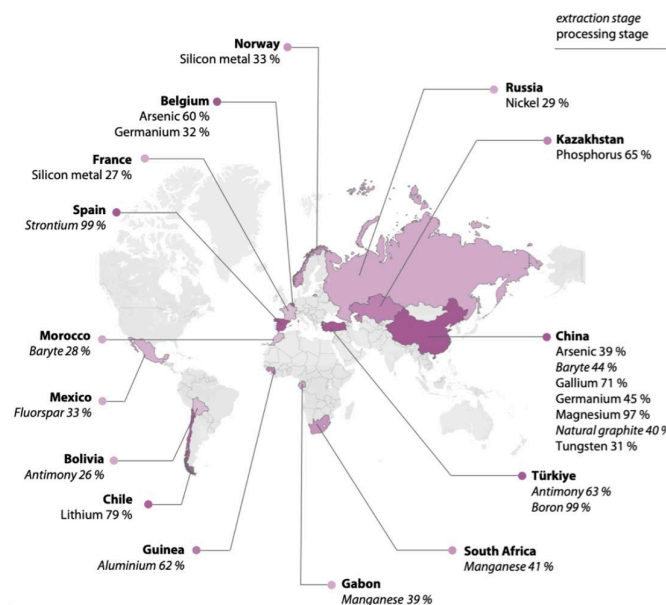 extraction stage
processing stage
Norway
Silicon metal 33 %
Belgium
Arsenic 60 %
Germanium 32 %
France
Silicon metal 27 %
Spain
Strontium 99 %
Russia
Nickel 29 %
Kazakhstan
Phosphorus 65 %
Morocco
Baryte 28 %
Mexico
Fluorspar 33 %
Bolivia
Antimony 26 %
Chile
Lithium 79 %
Guinea
Aluminium 62 %
Gabon
Manganese 39 %
South Africa
Manganese 41 %
Türkiye
Antimony 63 %
Boron 99 %
China
Arsenic 39 %
Baryte 44 %
Gallium 71 %
Germanium 45 %
Magnesium 97 %
Natural graphite 40 %
Tungsten 31 %